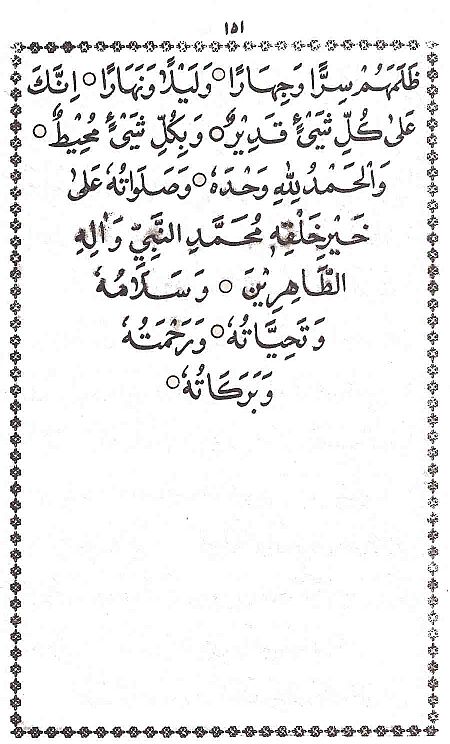 ١٥١
ظَلَمَهُمْ سِرًّا وَجِهَارًا ○ وَلَيْلًا وَنَهَارًا ○ اِنَّكَ
عَلٰى كُلِّ شَيْئٍ قَدِيْرٌ ○ وَبِكُلِّ شَيْئٍ مُحِيْطٌ ○
وَالْحَمْدُ لِلّٰهِ وَحْدَهٗ ○ وَصَلَوَاتُهٗ عَلٰى
خَيْرِ خَلْقِهٖ مُحَمَّدِ النَّبِيِّ وَاٰلِهِ
الطَّاهِرِيْنَ ○ وَسَلَامُهٗ
وَتَحِيَّاتُهٗ ○ وَرَحْمَتُهٗ
وَبَرَكَاتُهٗ ○